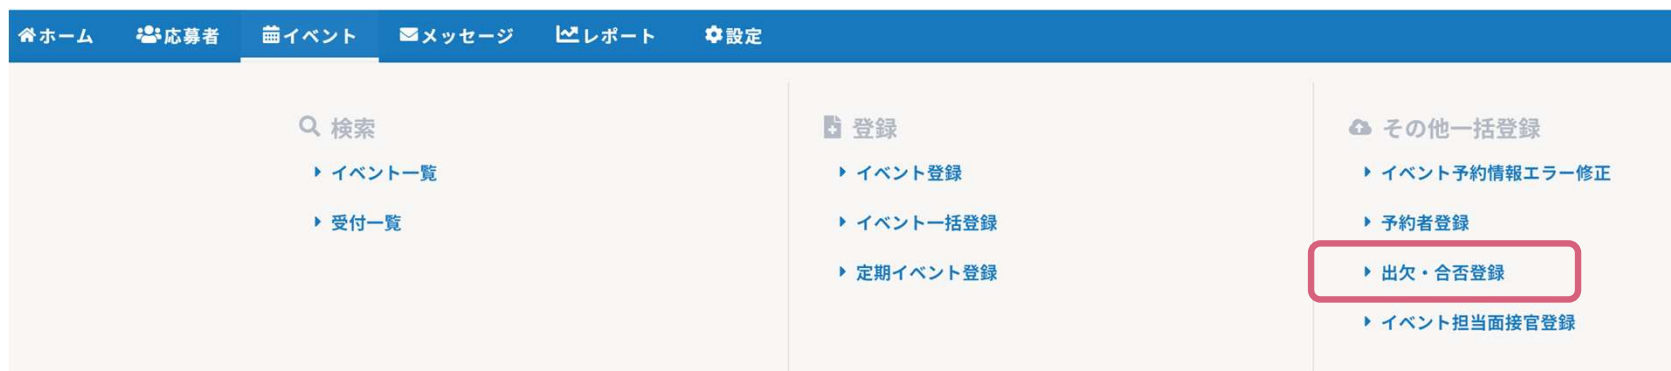 ホーム 応募者 イベント メッセージ レポート 設定
検索
イベント一覧
受付一覧
登録
イベント登録
イベント一括登録
定期イベント登録
その他一括登録
イベント予約情報エラー修正
予約者登録
出欠・合否登録
イベント担当面接官登録